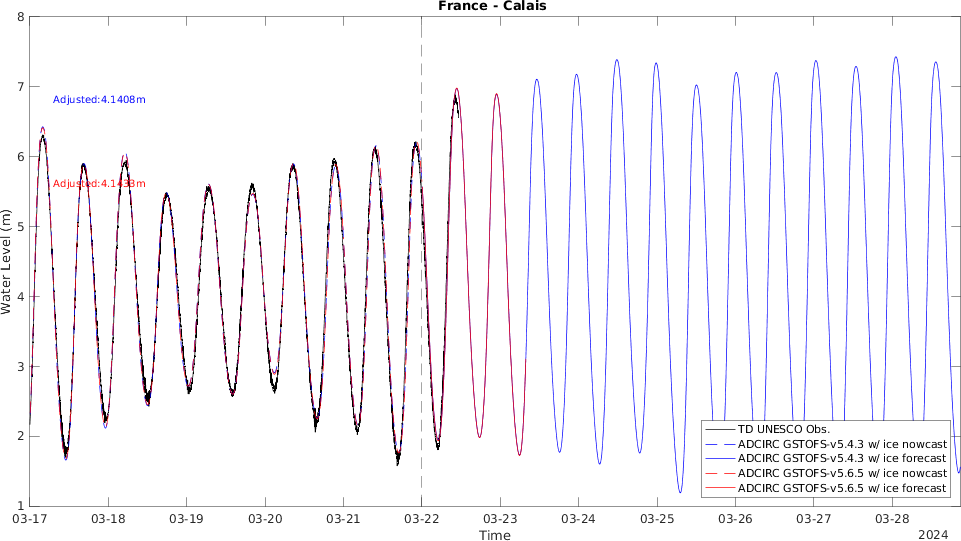 France - Calais
8
7
6
5
4
3
2
1
Water Level (m)
Adjusted:4.1408m
Adjusted:4.1433m
TD UNESCO Obs.
ADCIRC GSTOFS-v5.4.3 w/ ice nowcast
ADCIRC GSTOFS-v5.4.3 w/ ice forecast
ADCIRC GSTOFS-v5.6.5 w/ ice nowcast
ADCIRC GSTOFS-v5.6.5 w/ ice forecast
03-17 03-18 03-19 03-20 03-21 03-22 03-23 03-24 03-25 03-26 03-27 03-28
Time
2024